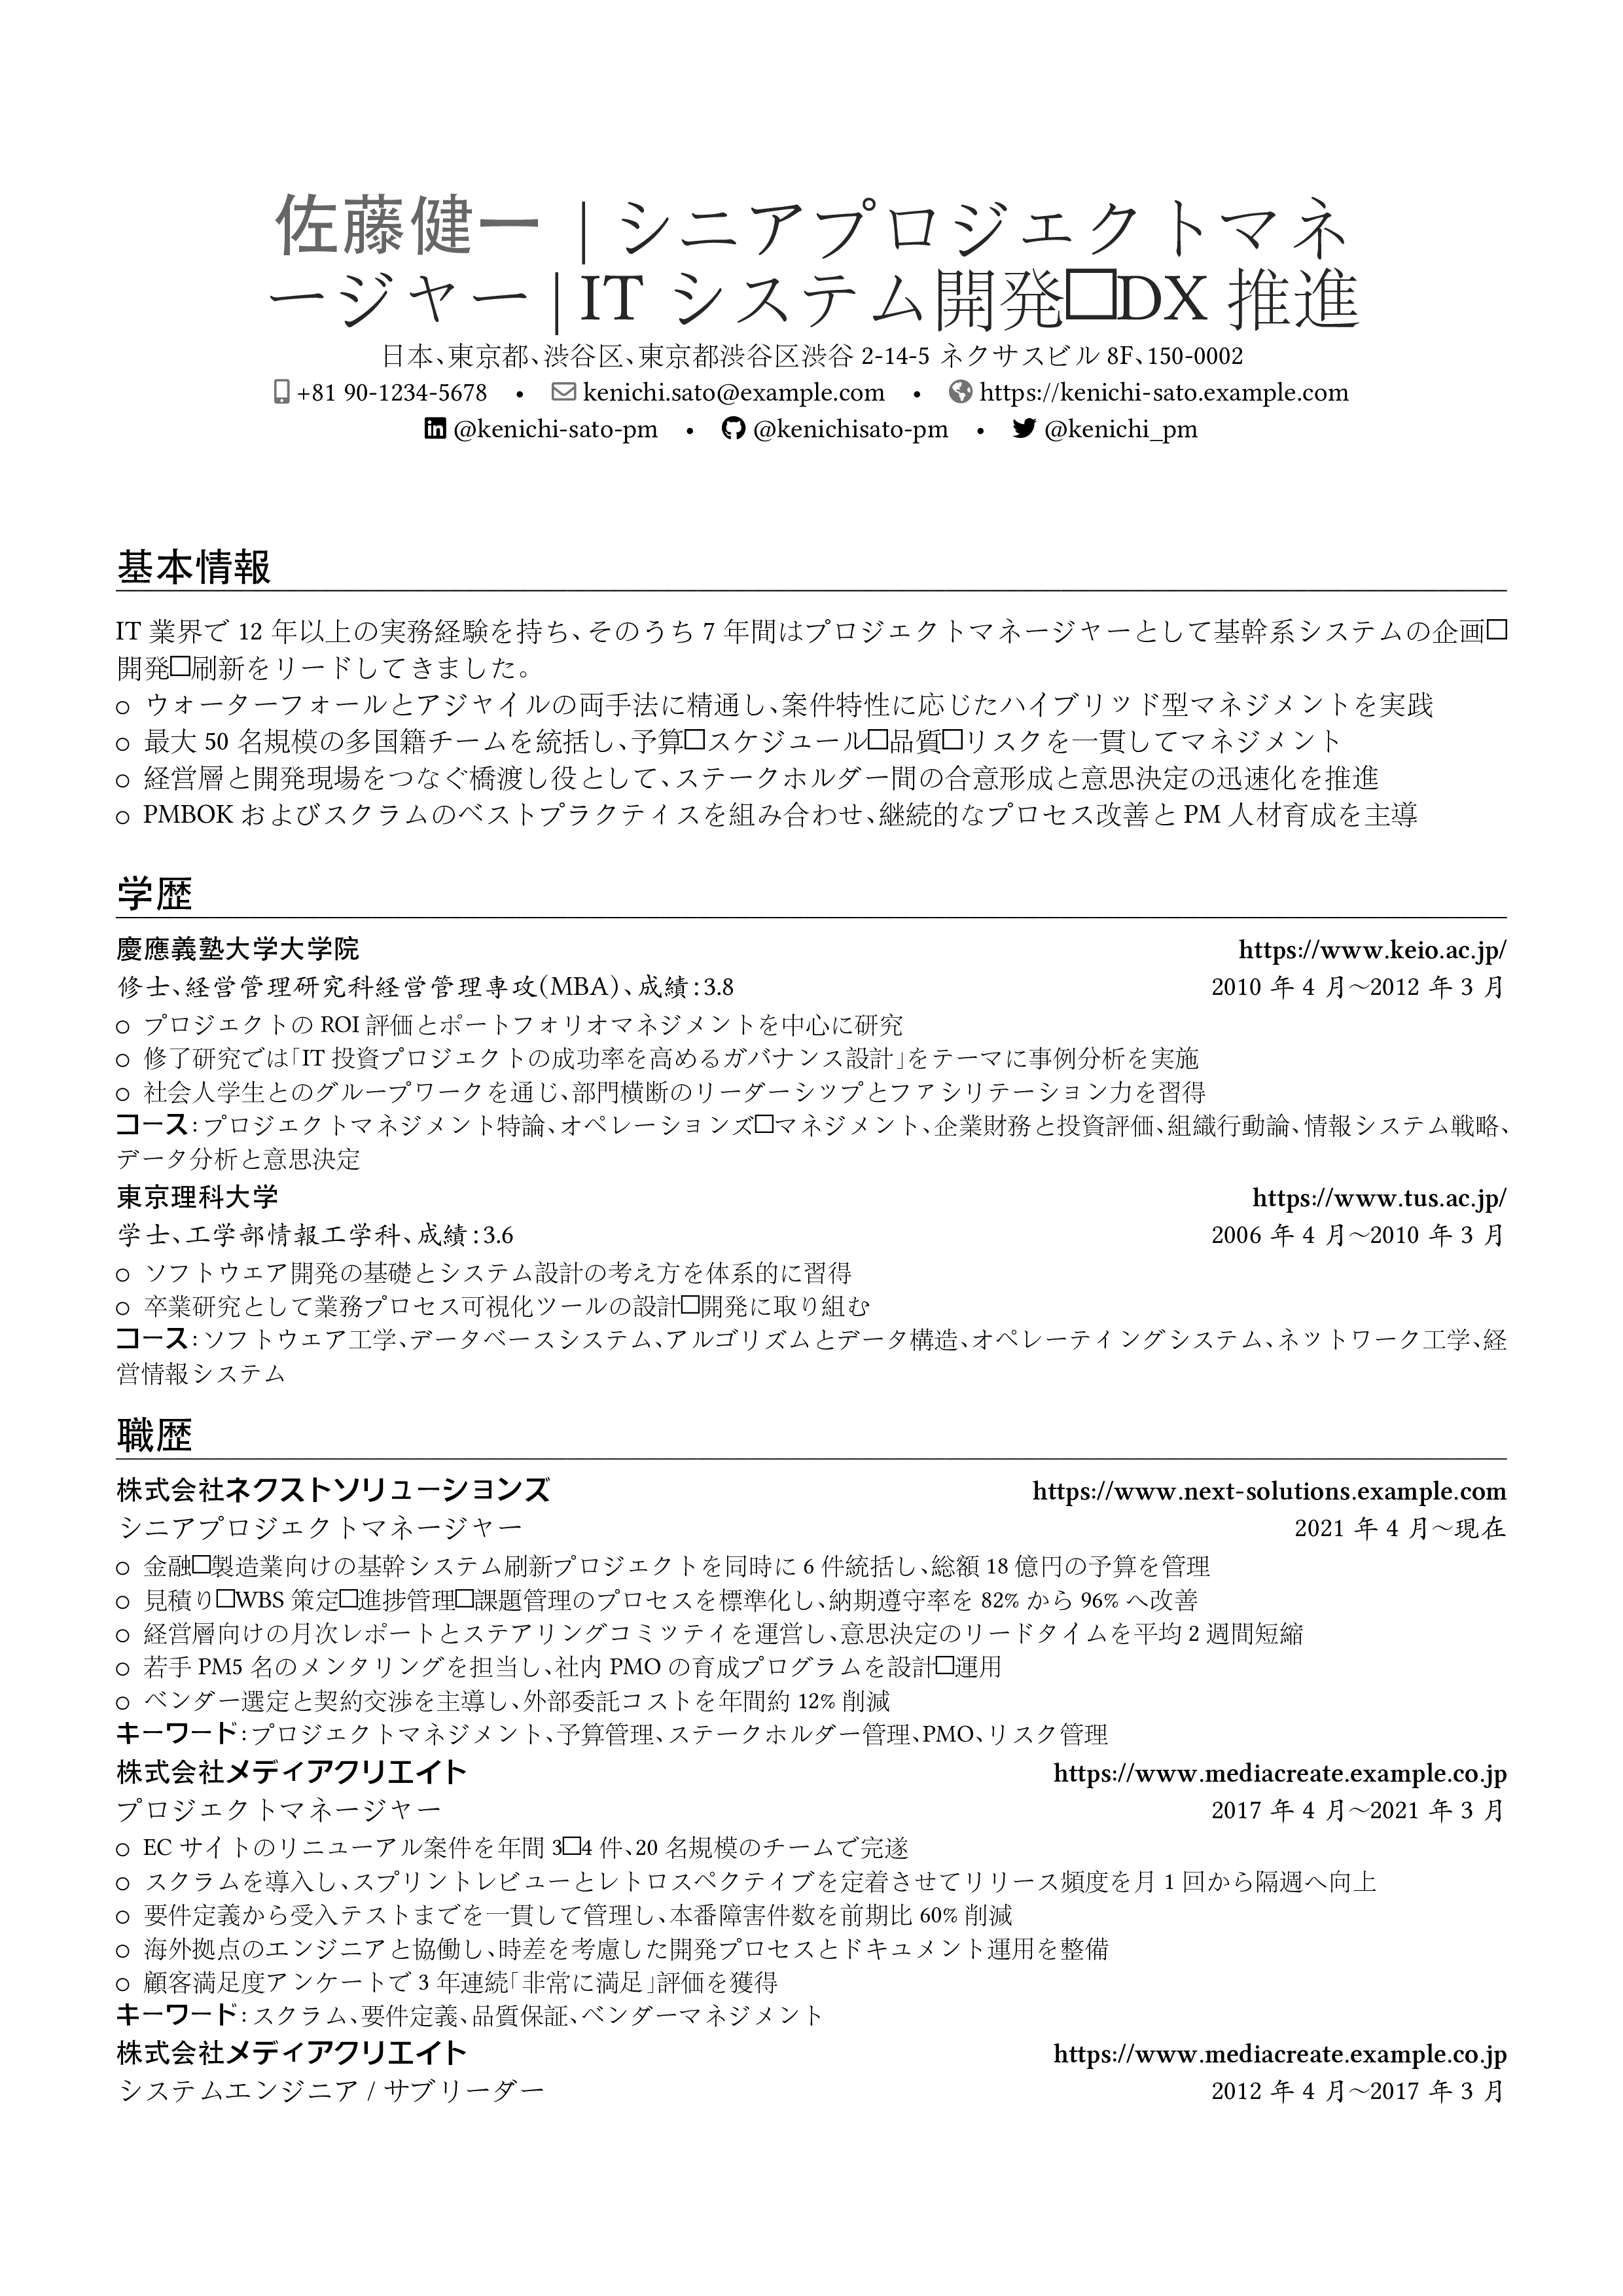 佐藤健一 | シニアプロジェクトマネ
ージャー | IT システム開発□DX 推進
日本、東京都、渋谷区、東京都渋谷区渋谷 2-14-5 ネクサスビル 8F、150-0002
+81 90-1234-5678 • kenichi.sato@example.com • https://kenichi-sato.example.com
@kenichi-sato-pm • @kenichisato-pm • @kenichi_pm
基本情報
IT 業界で 12 年以上の実務経験を持ち、そのうち 7 年間はプロジェクトマネージャーとして基幹系システムの企画□
開発□刷新をリードしてきました。
○ ウォーターフォールとアジャイルの両手法に精通し、案件特性に応じたハイブリッド型マネジメントを実践
○ 最大 50 名規模の多国籍チームを統括し、予算□スケジュール□品質□リスクを一貫してマネジメント
○ 経営層と開発現場をつなぐ橋渡し役として、ステークホルダー間の合意形成と意思決定の迅速化を推進
○ PMBOK およびスクラムのベストプラクティスを組み合わせ、継続的なプロセス改善と PM 人材育成を主導
学歴
慶應義塾大学大学院 https://www.keio.ac.jp/
修士、経営管理研究科経営管理専攻(MBA)、成績:3.8 2010 年 4 月～2012 年 3 月
○ プロジェクトの ROI 評価とポートフォリオマネジメントを中心に研究
○ 修了研究では「IT 投資プロジェクトの成功率を高めるガバナンス設計」をテーマに事例分析を実施
○ 社会人学生とのグループワークを通じ、部門横断のリーダーシップとファシリテーション力を習得
コース: プロジェクトマネジメント特論、オペレーションズ□マネジメント、企業財務と投資評価、組織行動論、情報システム戦略、
データ分析と意思決定
東京理科大学 https://www.tus.ac.jp/
学士、工学部情報工学科、成績:3.6 2006 年 4 月～2010 年 3 月
○ ソフトウェア開発の基礎とシステム設計の考え方を体系的に習得
○ 卒業研究として業務プロセス可視化ツールの設計□開発に取り組む
コース: ソフトウェア工学、データベースシステム、アルゴリズムとデータ構造、オペレーティングシステム、ネットワーク工学、経
営情報システム
職歴
株式会社ネクストソリューションズ https://www.next-solutions.example.com
シニアプロジェクトマネージャー 2021 年 4 月～現在
○ 金融□製造業向けの基幹システム刷新プロジェクトを同時に 6 件統括し、総額 18 億円の予算を管理
○ 見積り□WBS 策定□進捗管理□課題管理のプロセスを標準化し、納期遵守率を 82% から 96% へ改善
○ 経営層向けの月次レポートとステアリングコミッティを運営し、意思決定のリードタイムを平均 2 週間短縮
○ 若手 PM5 名のメンタリングを担当し、社内 PMO の育成プログラムを設計□運用
○ ベンダー選定と契約交渉を主導し、外部委託コストを年間約 12% 削減
キーワード: プロジェクトマネジメント、予算管理、ステークホルダー管理、PMO、リスク管理
株式会社メディアクリエイト https://www.mediacreate.example.co.jp
プロジェクトマネージャー 2017 年 4 月～2021 年 3 月
○ EC サイトのリニューアル案件を年間 3□4 件、20 名規模のチームで完遂
○ スクラムを導入し、スプリントレビューとレトロスペクティブを定着させてリリース頻度を月 1 回から隔週へ向上
○ 要件定義から受入テストまでを一貫して管理し、本番障害件数を前期比 60% 削減
○ 海外拠点のエンジニアと協働し、時差を考慮した開発プロセスとドキュメント運用を整備
○ 顧客満足度アンケートで 3 年連続「非常に満足」評価を獲得
キーワード: スクラム、要件定義、品質保証、ベンダーマネジメント
株式会社メディアクリエイト https://www.mediacreate.example.co.jp
システムエンジニア / サブリーダー 2012 年 4 月～2017 年 3 月